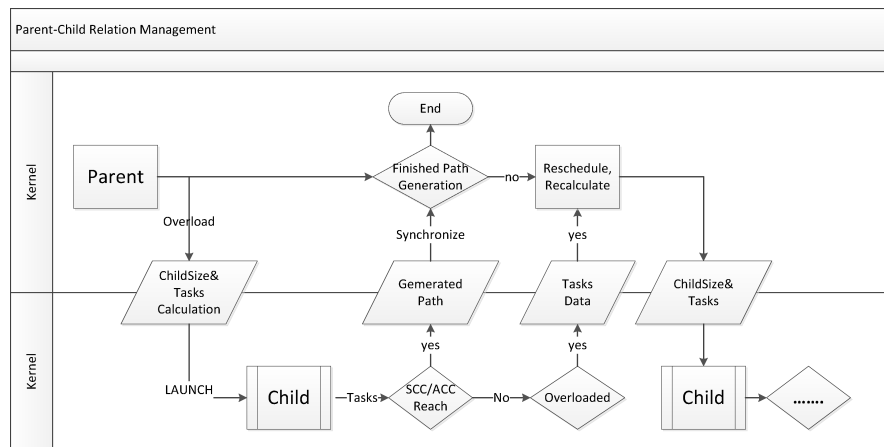 Parent-Child Relation Management
Kernel
End
Parent
Finished Path
Generation
no
Reschedule,
Recalculate
Overload
Synchronize
yes
ChildSize&
Tasks
Calculation
Gemerated
Path
Tasks
Data
ChildSize&
Tasks
Kernel
yes
yes
LAUNCH
Child
Tasks
SCC/ACC
Reach
No
Overloaded
Child
.......